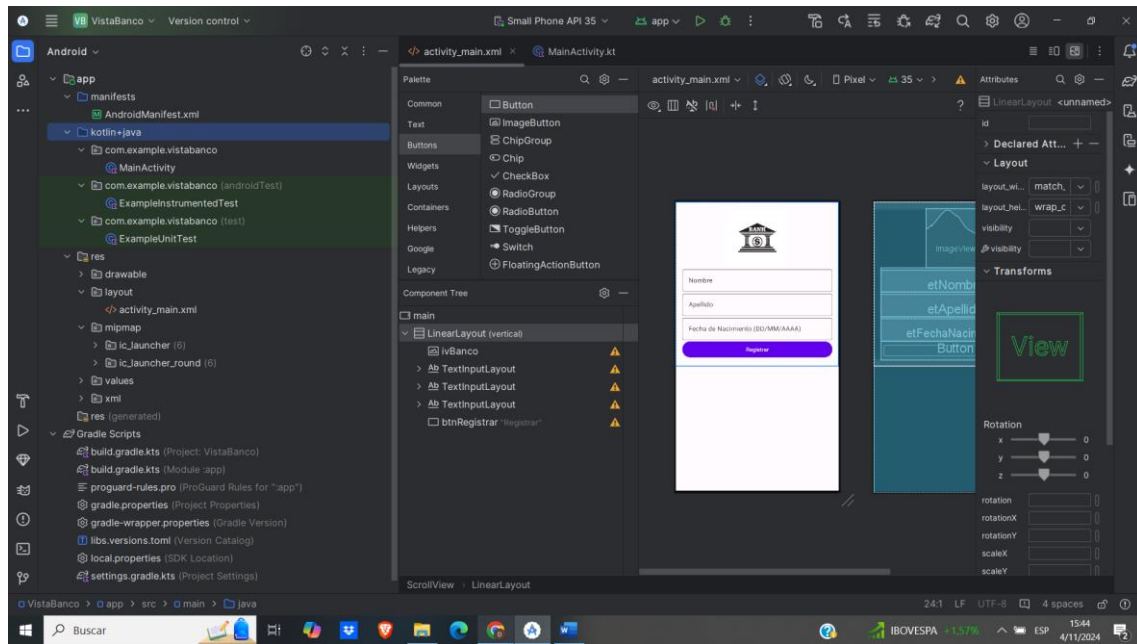 VB VistaBanco Version control
Small Phone API 35 app
Android
app
manifests
AndroidManifest.xml
kotlin+java
com.example.vistabanco
MainActivity
com.example.vistabanco (androidTest)
ExampleInstrumentedTest
com.example.vistabanco (test)
ExampleUnitTest
res
drawable
layout
activity_main.xml
mipmap
ic_launcher (6)
ic_launcher_round (6)
values
xml
res (generated)
Gradle Scripts
build.gradle.kts (Project: VistaBanco)
build.gradle.kts (Module :app)
proguard-rules.pro (ProGuard Rules for ":app")
gradle.properties (Project Properties)
gradle-wrapper.properties (Gradle Version)
libs.versions.toml (Version Catalog)
local.properties (SDK Location)
settings.gradle.kts (Project Settings)
activity_main.xml MainActivity.kt
Palette
Common
Text
Buttons
Widgets
Layouts
Containers
Helpers
Google
Legacy
Button
ImageButton
ChipGroup
Chip
CheckBox
RadioGroup
RadioButton
ToggleButton
Switch
FloatingActionButton
Component Tree
main
LinearLayout (vertical)
ivBanco
Ab TextInputLayout
Ab TextInputLayout
Ab TextInputLayout
btnRegistrar "Registrar"
activity_main.xml Pixel 35
?
BANK
Nombre
Apellido
Fecha de Nacimiento (DD/MM/AAAA)
Registrar
ImageView
etNomb
etApellid
etFechaNacin
Button
Attributes
LinearLayout <unnamed>
id
Declared Att...
Layout
layout_wi... match_
layout_hei... wrap_c
visibility
visibility
Transforms
View
Rotation
x 0
y 0
z 0
rotation
rotationX
rotationY
scaleX
scaleY
ScrollView LinearLayout
VistaBanco > app > src > main > java
24:1 LF UTF-8 4 spaces
Buscar
IBOVESPA +1,57%
ESP
15:44
4/11/2024